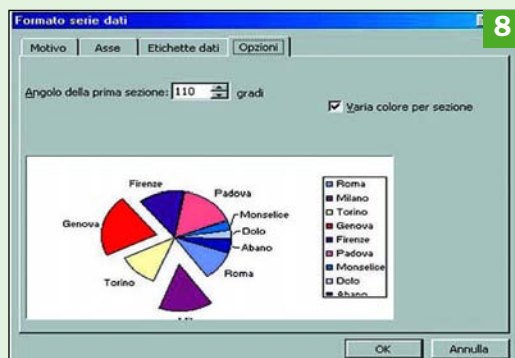 Formato serie dati
8
Motivo Asse Etichette dati Opzioni
Angolo della prima sezione: 110 gradi
Varia colore per sezione
Firenze
Padova
Genova
Monselice
Dolo
Abano
Torino
Roma
Roma
Milano
Torino
Genova
Firenze
Padova
Monselice
Dolo
Abano
OK Annulla